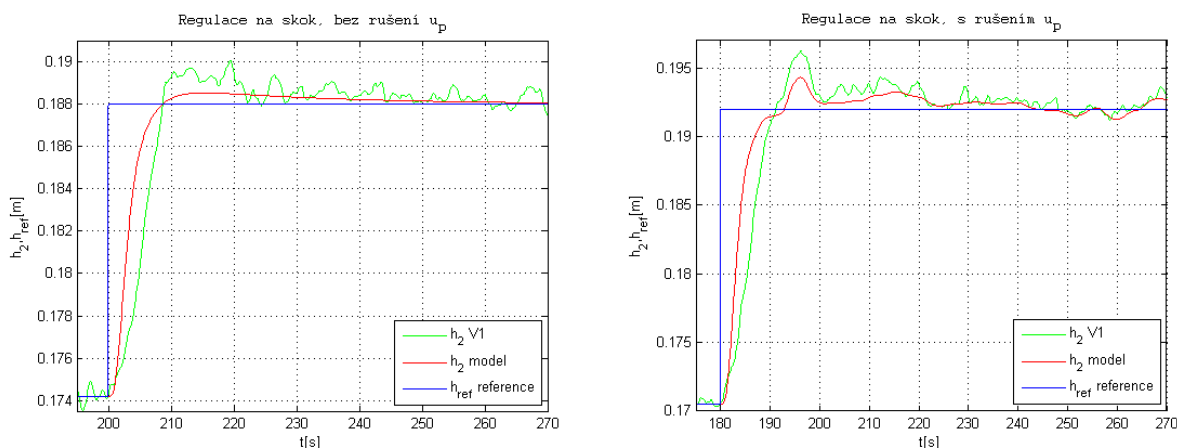 Regulace na skok, bez rušení u_p
0.19
0.188
0.186
0.184
0.182
0.18
0.178
0.176
0.174
h_2,h_ref[m]
200 210 220 230 240 250 260 270
t[s]
h_2 V1
h_2 model
h_ref reference
Regulace na skok, s rušením u_p
0.195
0.19
0.185
0.18
0.175
0.17
h_2,h_ref[m]
180 190 200 210 220 230 240 250 260 270
t[s]
h_2 V1
h_2 model
h_ref reference